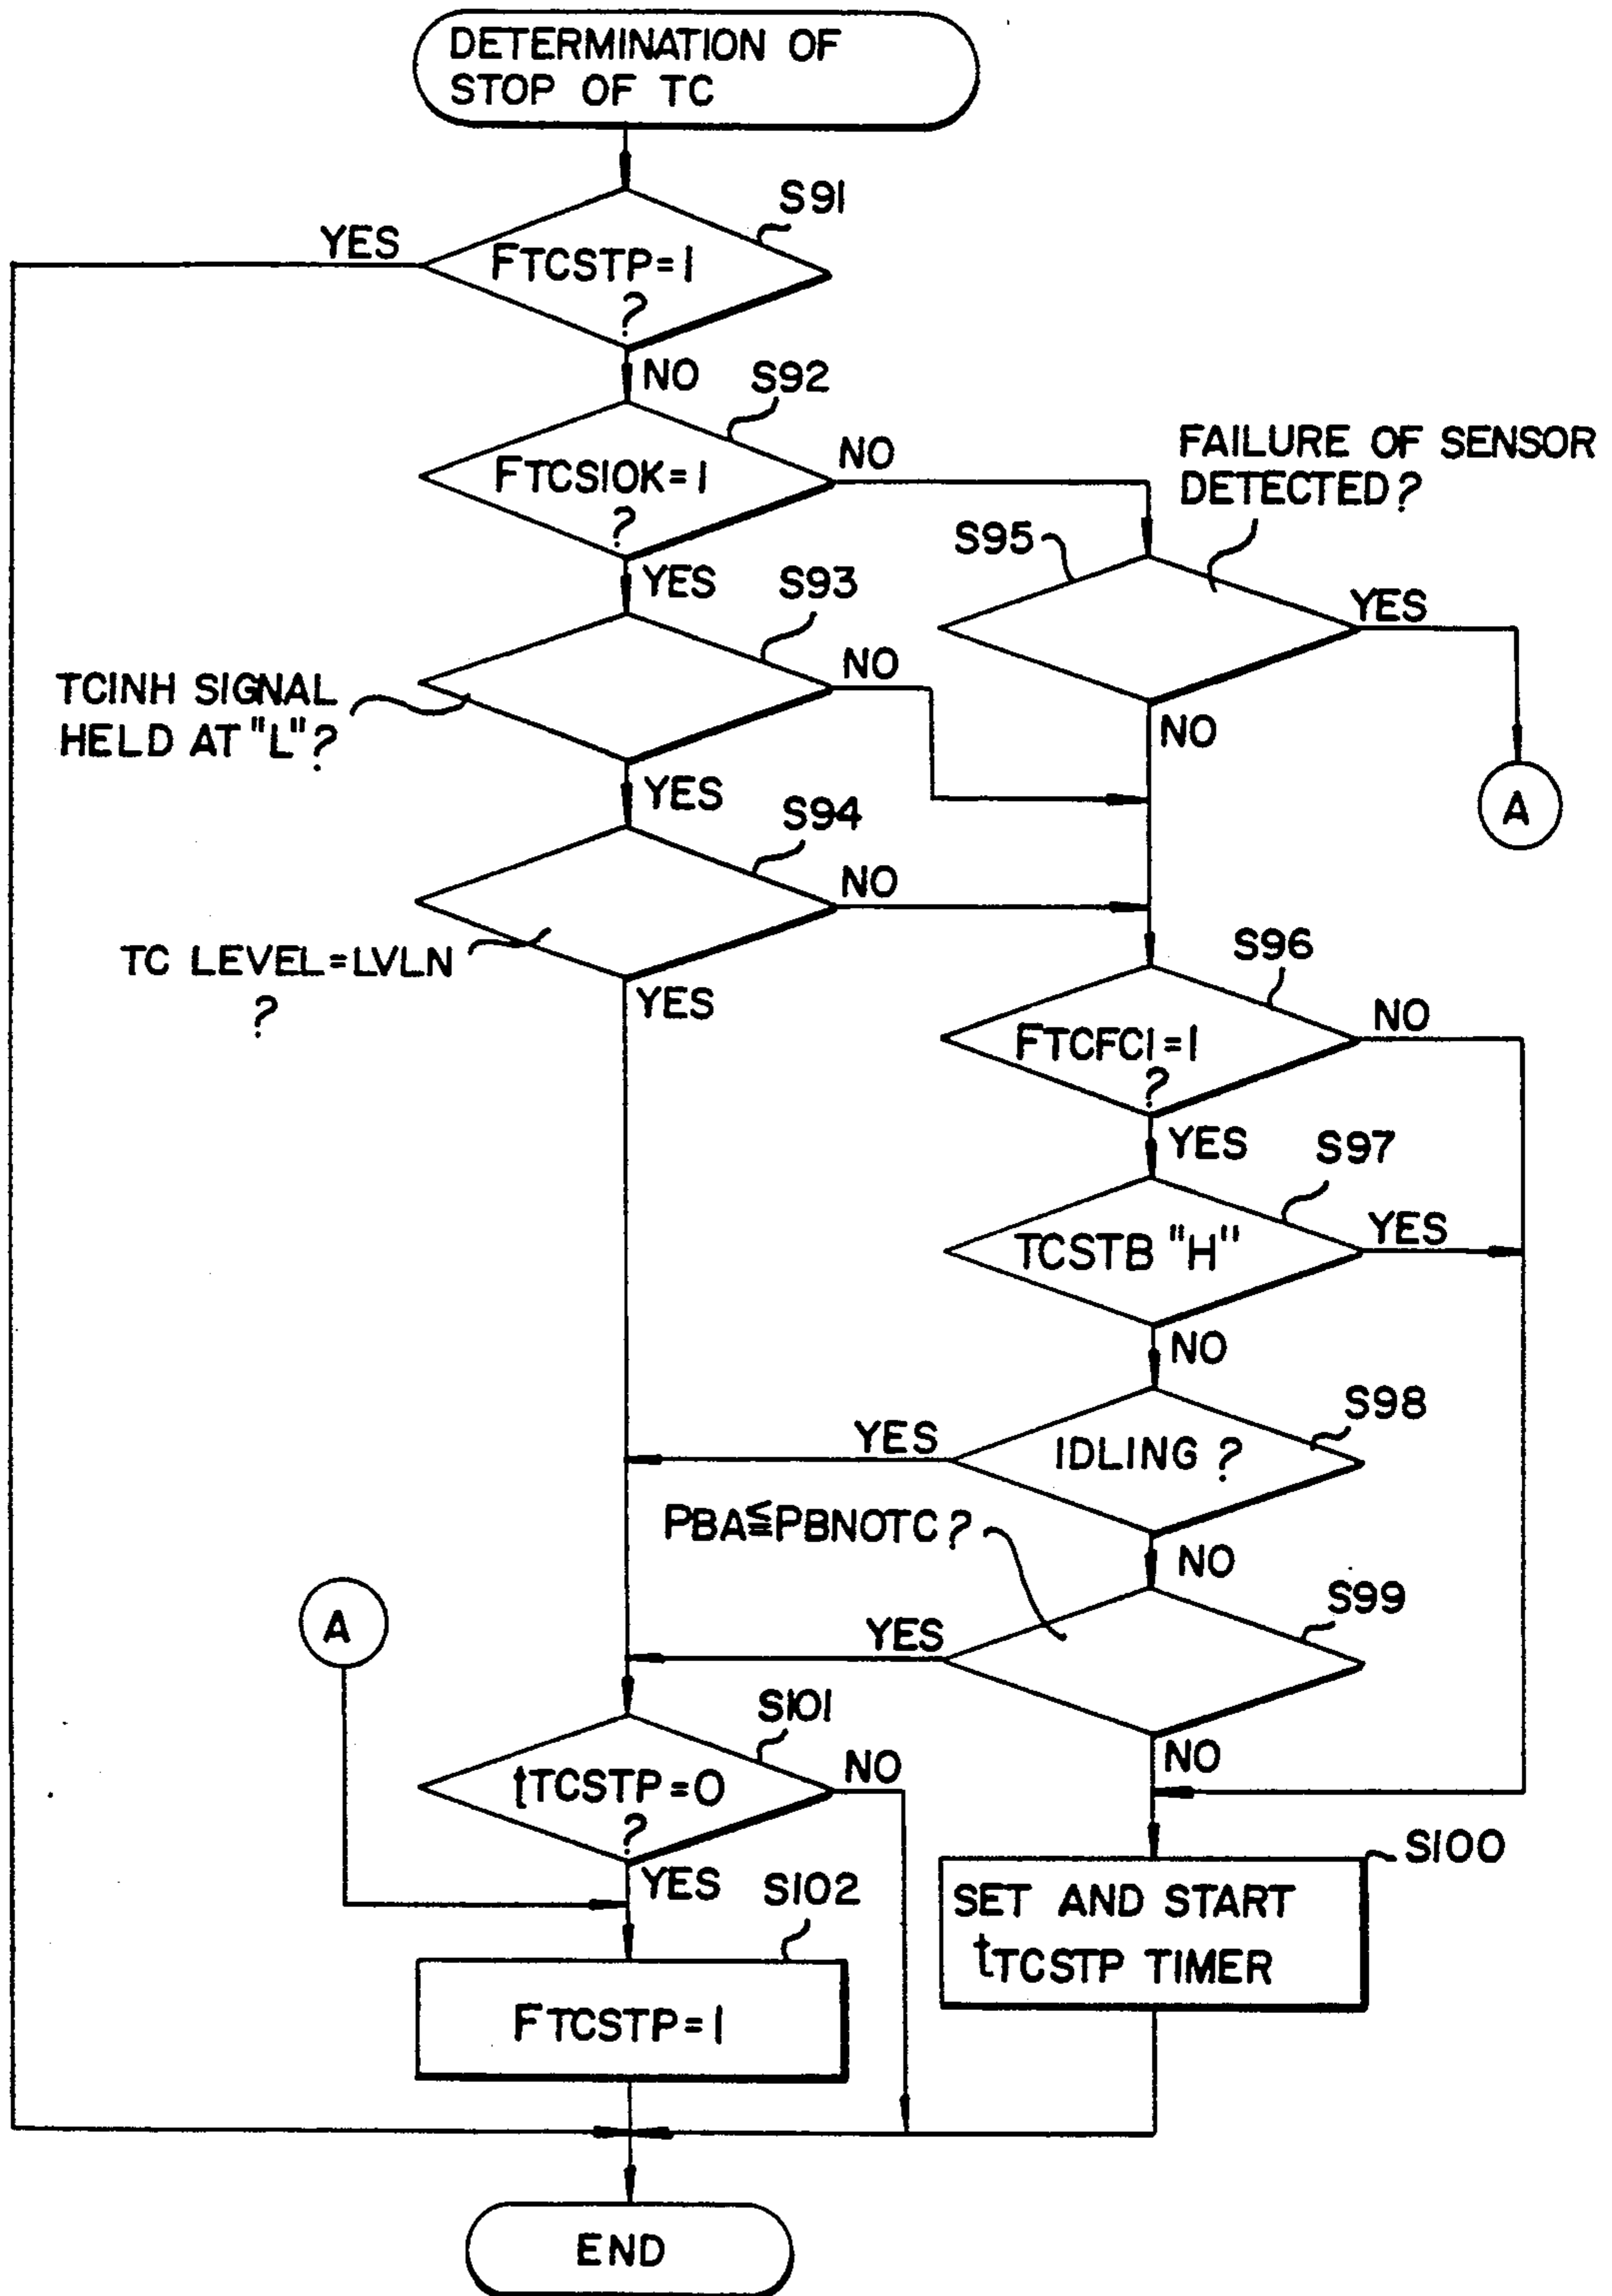 DETERMINATION OF
STOP OF TC
S91
YES
FTCSTP=1
?
NO
S92
FTCS10K=1
?
NO
FAILURE OF SENSOR
DETECTED?
S95
YES
S93
YES
TCINH SIGNAL
HELD AT "L"?
NO
NO
A
YES
S94
NO
TC LEVEL=LVLN
?
YES
S96
FTCFC1=1
?
NO
YES
S97
TCSTB "H"
YES
NO
S98
YES
IDLING ?
PBA≦PBNOTC?
NO
A
S99
YES
S101
NO
tTCSTP=0
?
NO
YES
S102
S100
SET AND START
tTCSTP TIMER
FTCSTP=1
END